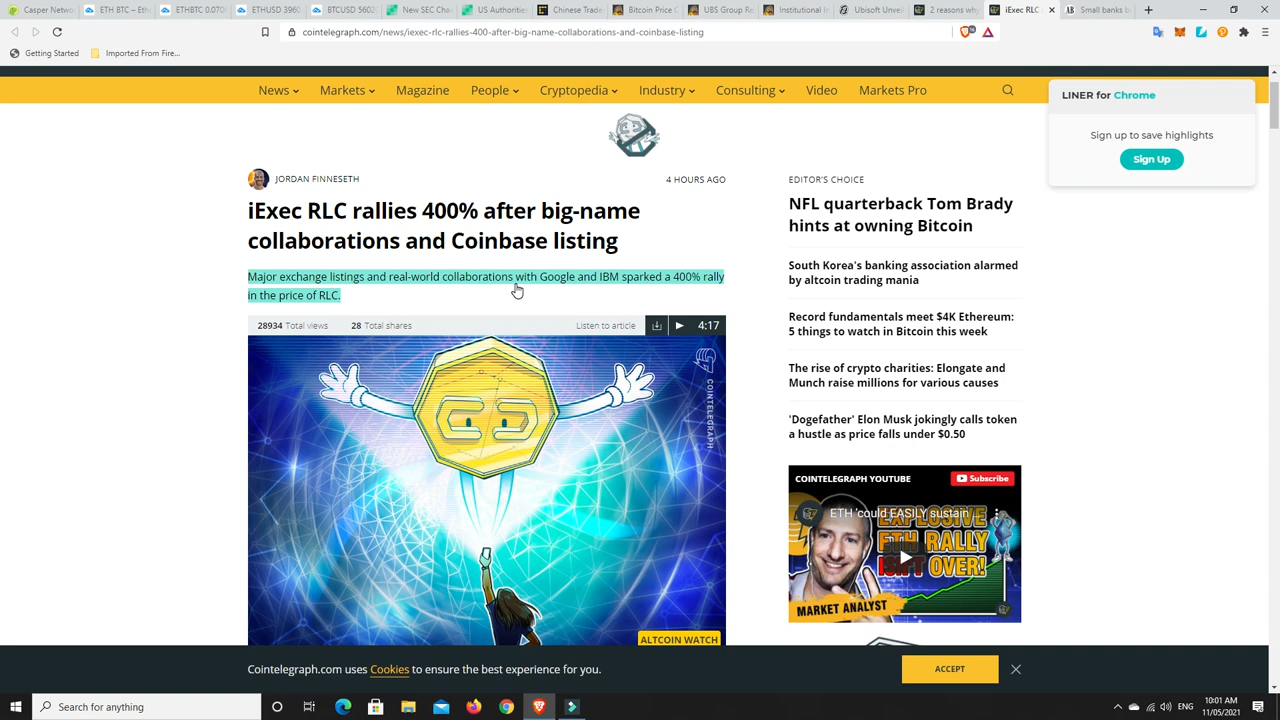 Casper Networ
ETH BTC – Eth
ETHBTC 0.070
ETHUSD 3960
BTCUSD 5602
New SEC Chai
US Authorities
Chinese Trade
Bitcoin Price C
UBS Group Re
Institutional In
Ubisoft Unvei
2 reasons why
iExec RLC
Small banks b
cointelegraph.com/news/iexec-rlc-rallies-400-after-big-name-collaborations-and-coinbase-listing
Getting Started
Imported From Fire...
News
Markets
Magazine
People
Cryptopedia
Industry
Consulting
Video
Markets Pro
LINER for Chrome
Sign up to save highlights
Sign Up
JORDAN FINNESETH
4 HOURS AGO
iExec RLC rallies 400% after big-name
collaborations and Coinbase listing
Major exchange listings and real-world collaborations with Google and IBM sparked a 400% rally
in the price of RLC.
28934 Total views
28 Total shares
Listen to article
4:17
COINTELEGRAPH
ALTCOIN WATCH
EDITOR'S CHOICE
NFL quarterback Tom Brady
hints at owning Bitcoin
South Korea's banking association alarmed
by altcoin trading mania
Record fundamentals meet $4K Ethereum:
5 things to watch in Bitcoin this week
The rise of crypto charities: Elongate and
Munch raise millions for various causes
'Dogefather' Elon Musk jokingly calls token
a hustle as price falls under $0.50
COINTELEGRAPH YOUTUBE
Subscribe
ETH 'could EASILY sustain ...
EXPLOSIVE
ETH RALLY
ISN'T OVER!
MARKET ANALYST
Cointelegraph.com uses Cookies to ensure the best experience for you.
ACCEPT
Search for anything
ENG
10:01 AM
11/05/2021